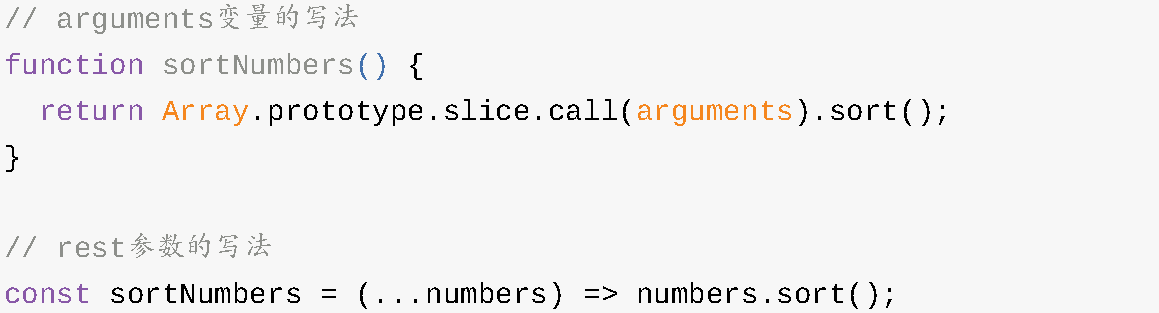 // arguments变量的写法
function sortNumbers() {
  return Array.prototype.slice.call(arguments).sort();
}

// rest参数的写法
const sortNumbers = (...numbers) => numbers.sort();